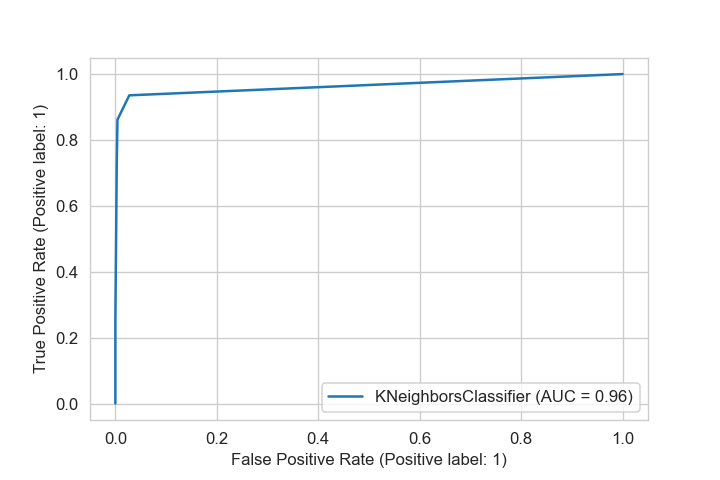 1.0
0.8
0.6
0.4
0.2
0.0
True Positive Rate (Positive label: 1)
KNeighborsClassifier (AUC = 0.96)
0.0 0.2 0.4 0.6 0.8 1.0
False Positive Rate (Positive label: 1)